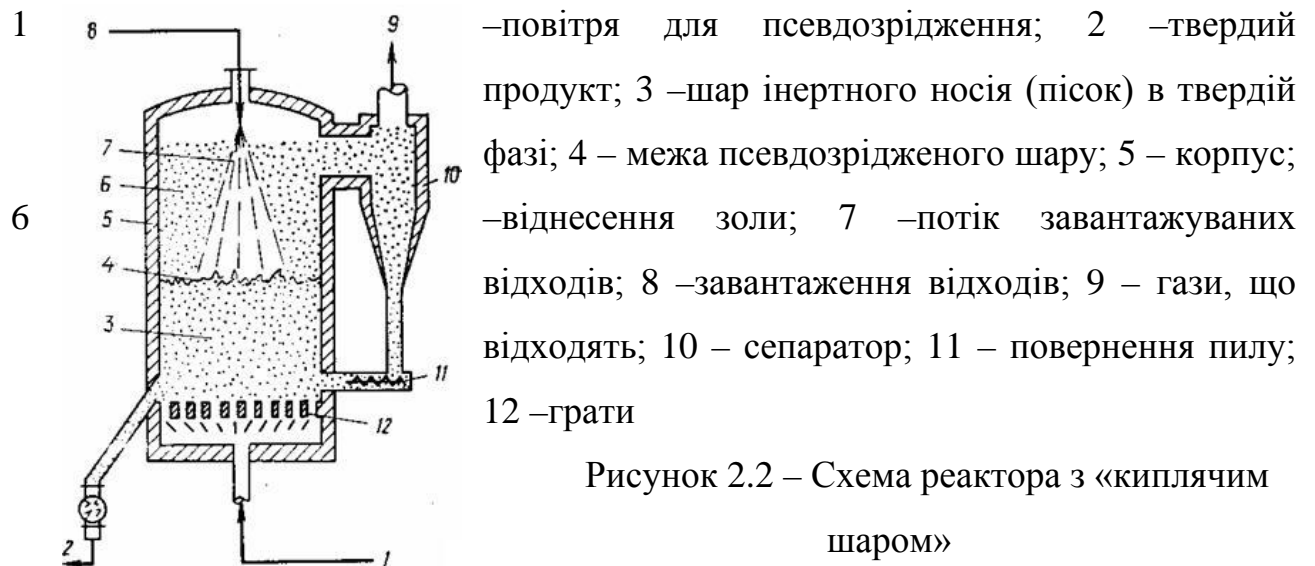 1 –повітря для псевдозрідження; 2 –твердий
продукт; 3 –шар інертного носія (пісок) в твердій
фазі; 4 – межа псевдозрідженого шару; 5 – корпус;
6 –віднесення золи; 7 –потік завантажуваних
відходів; 8 –завантаження відходів; 9 – гази, що
відходять; 10 – сепаратор; 11 – повернення пилу;
12 –грати
Рисунок 2.2 – Схема реактора з «киплячим
шаром»
8
9
7
6
10
5
4
3
11
12
2
1